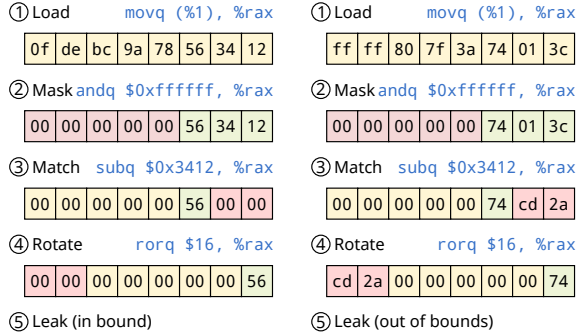 ① Load movq (%1), %rax
0f de bc 9a 78 56 34 12
② Mask andq $0xffffff, %rax
00 00 00 00 00 56 34 12
③ Match subq $0x3412, %rax
00 00 00 00 00 56 00 00
④ Rotate rorq $16, %rax
00 00 00 00 00 00 00 56
⑤ Leak (in bound)
① Load movq (%1), %rax
ff ff 80 7f 3a 74 01 3c
② Mask andq $0xffffff, %rax
00 00 00 00 00 74 01 3c
③ Match subq $0x3412, %rax
00 00 00 00 00 74 cd 2a
④ Rotate rorq $16, %rax
cd 2a 00 00 00 00 00 74
⑤ Leak (out of bounds)